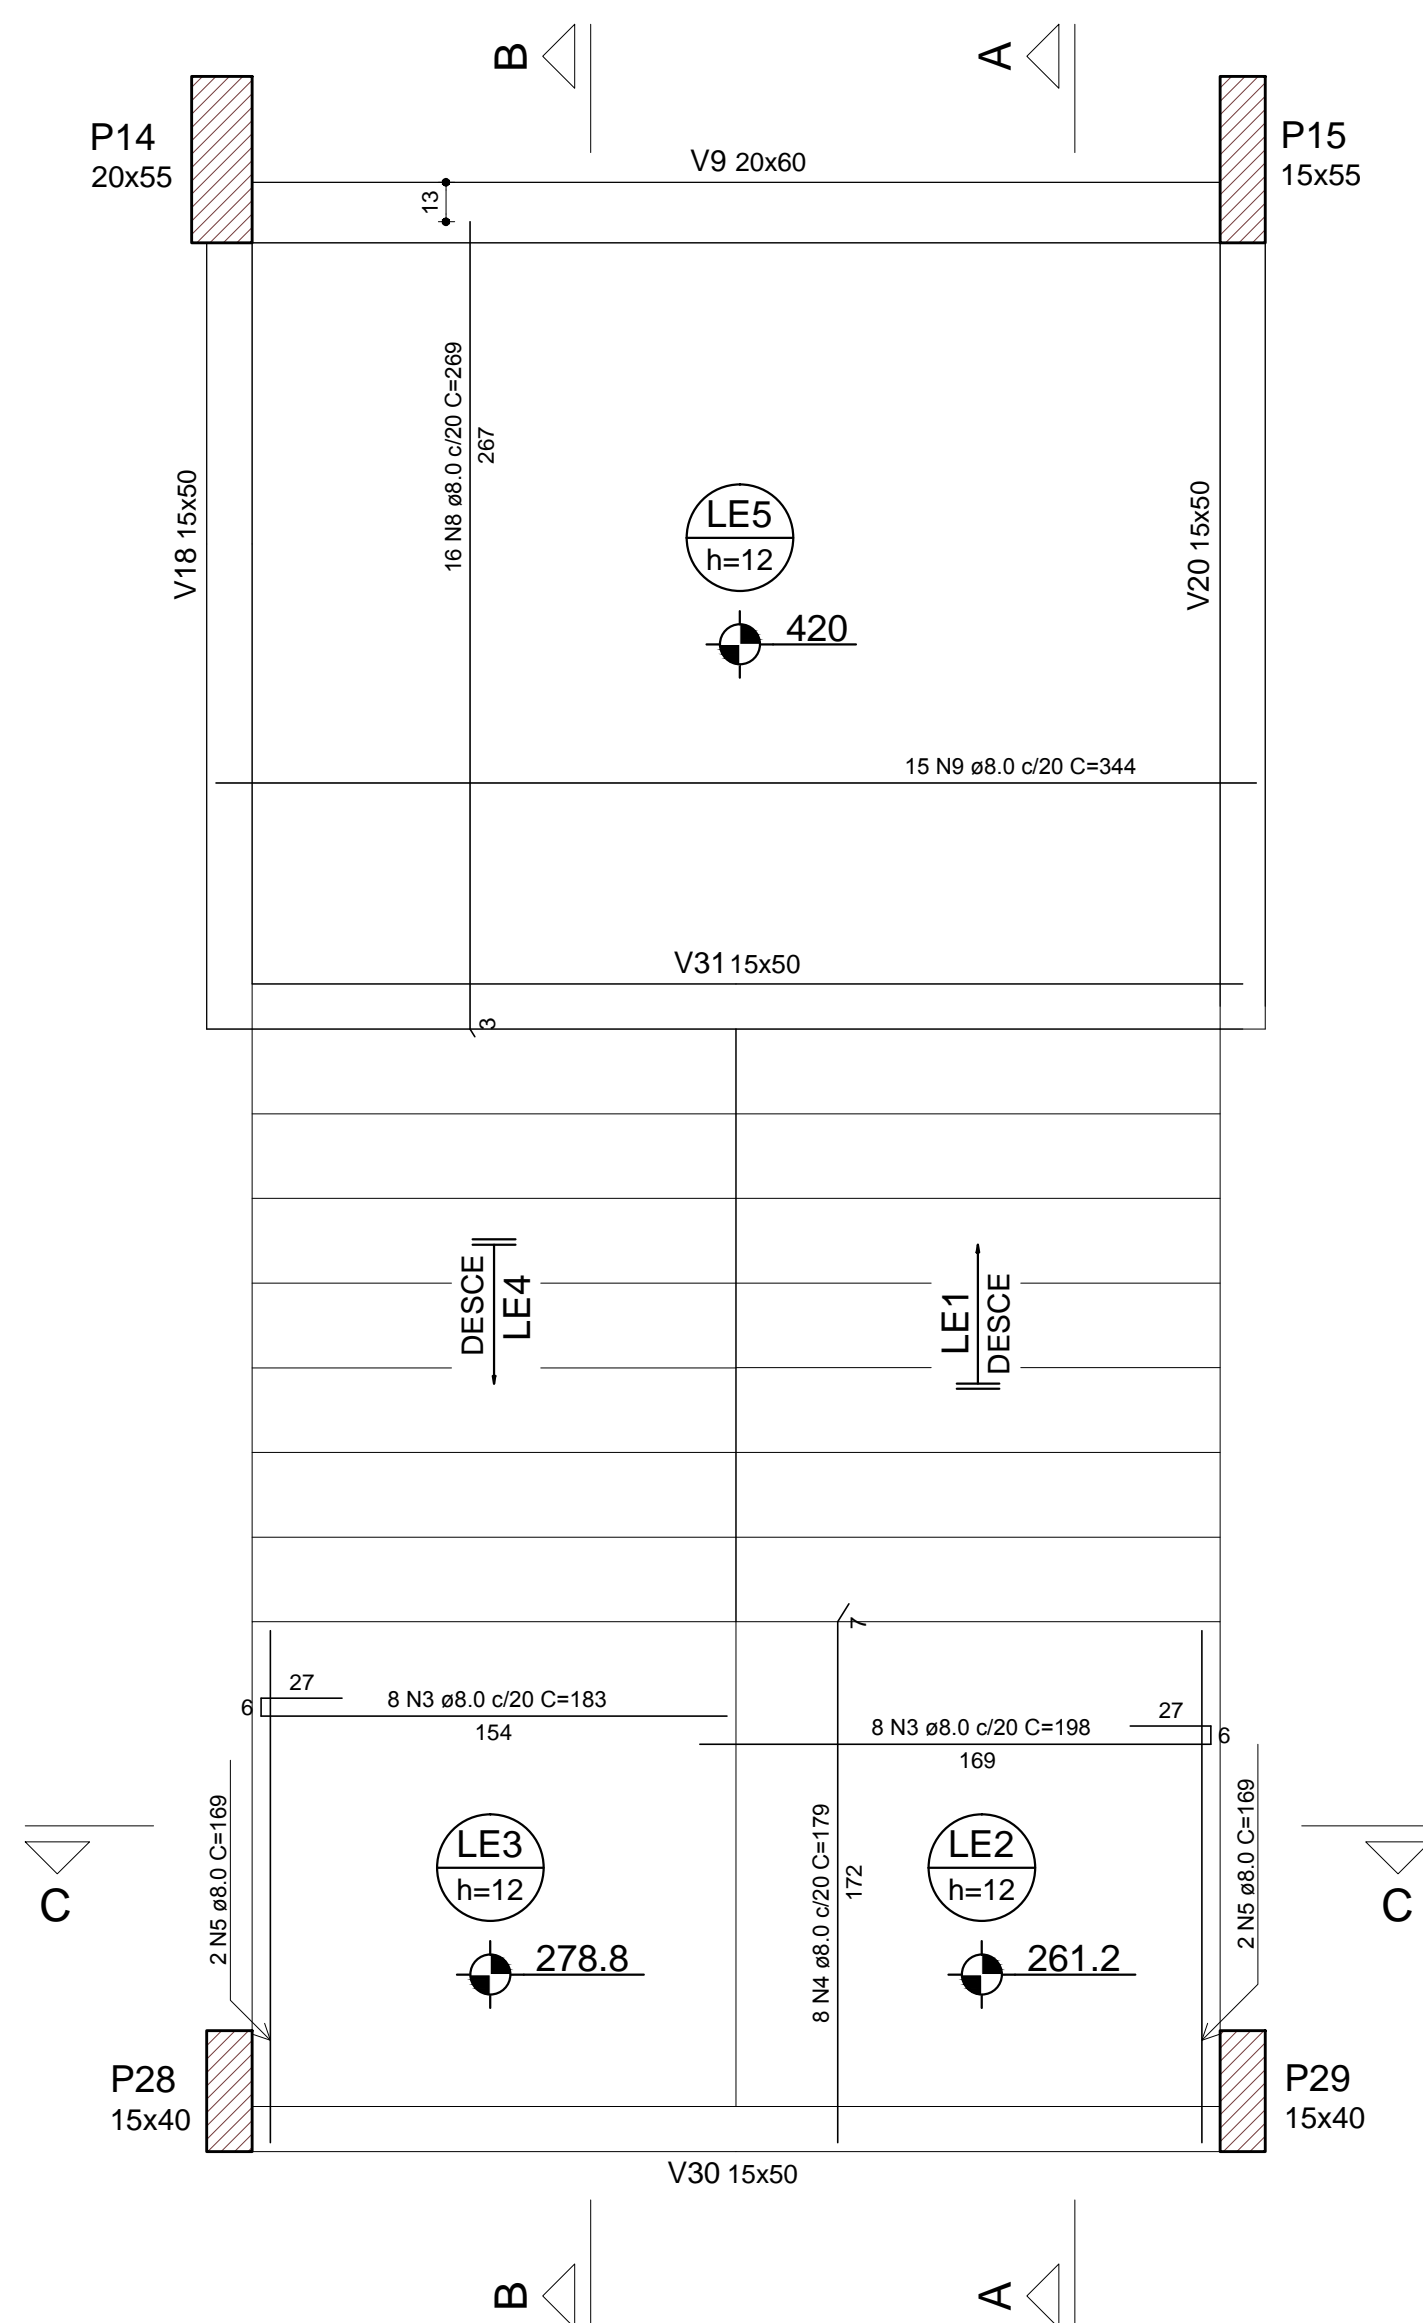 B
A
P14
20x55
P15
15x55
V9 20x60
13
16 N8 ø8.0 c/20 C=269
267
V18 15x50
V20 15x50
LE5
h=12
420
15 N9 ø8.0 c/20 C=344
V31 15x50
3
DESCE
LE4
LE1
DESCE
7
27
6
8 N3 ø8.0 c/20 C=183
154
27
6
8 N3 ø8.0 c/20 C=198
169
2 N5 ø8.0 C=169
8 N4 ø8.0 c/20 C=179
172
2 N5 ø8.0 C=169
LE3
h=12
LE2
h=12
C
C
278.8
261.2
P28
15x40
P29
15x40
V30 15x50
B
A